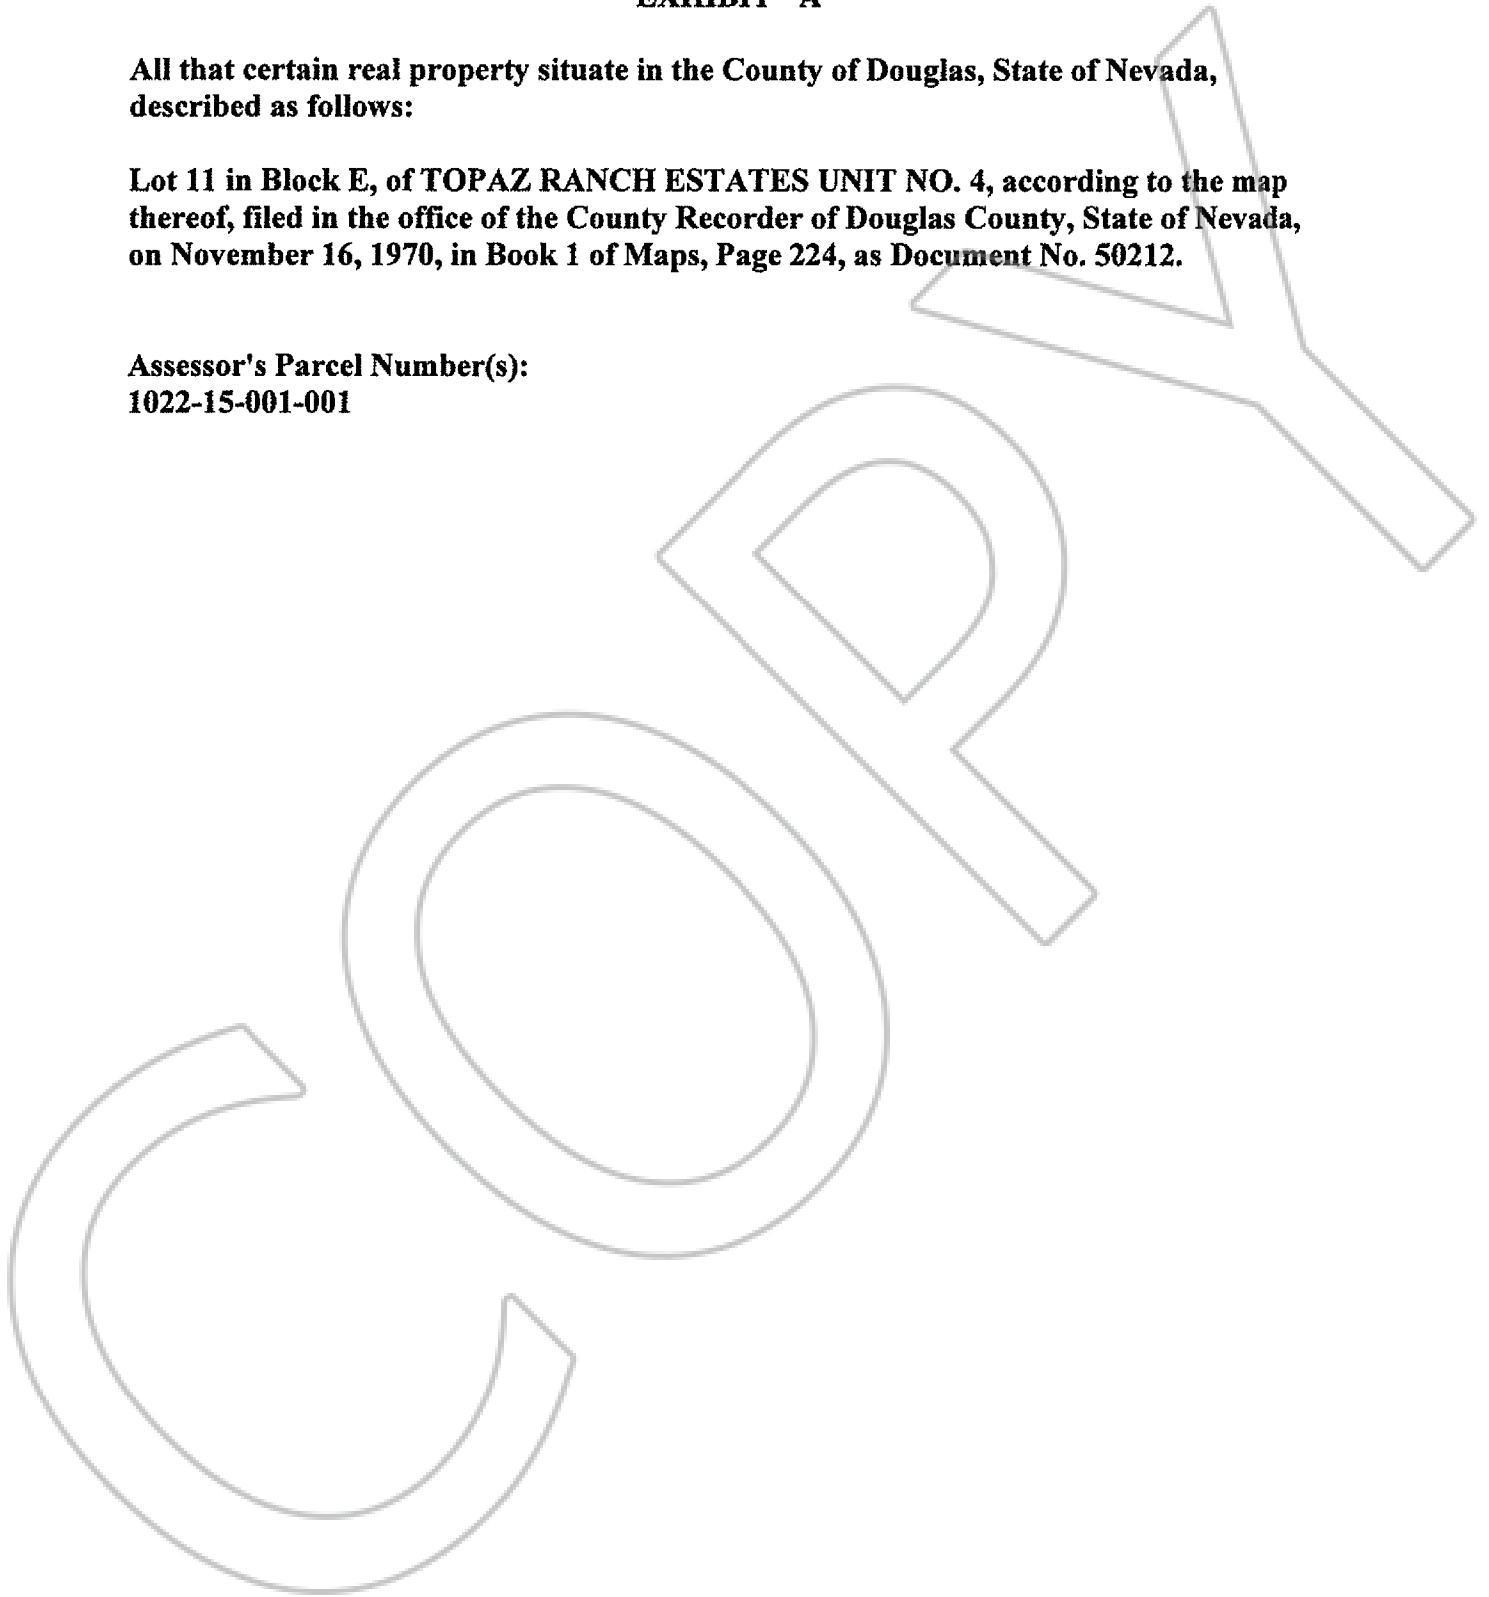 EXHIBIT "A"
All that certain real property situate in the County of Douglas, State of Nevada,
described as follows:
Lot 11 in Block E, of TOPAZ RANCH ESTATES UNIT NO. 4, according to the map
thereof, filed in the office of the County Recorder of Douglas County, State of Nevada,
on November 16, 1970, in Book 1 of Maps, Page 224, as Document No. 50212.
Assessor's Parcel Number(s):
1022-15-001-001
COPY